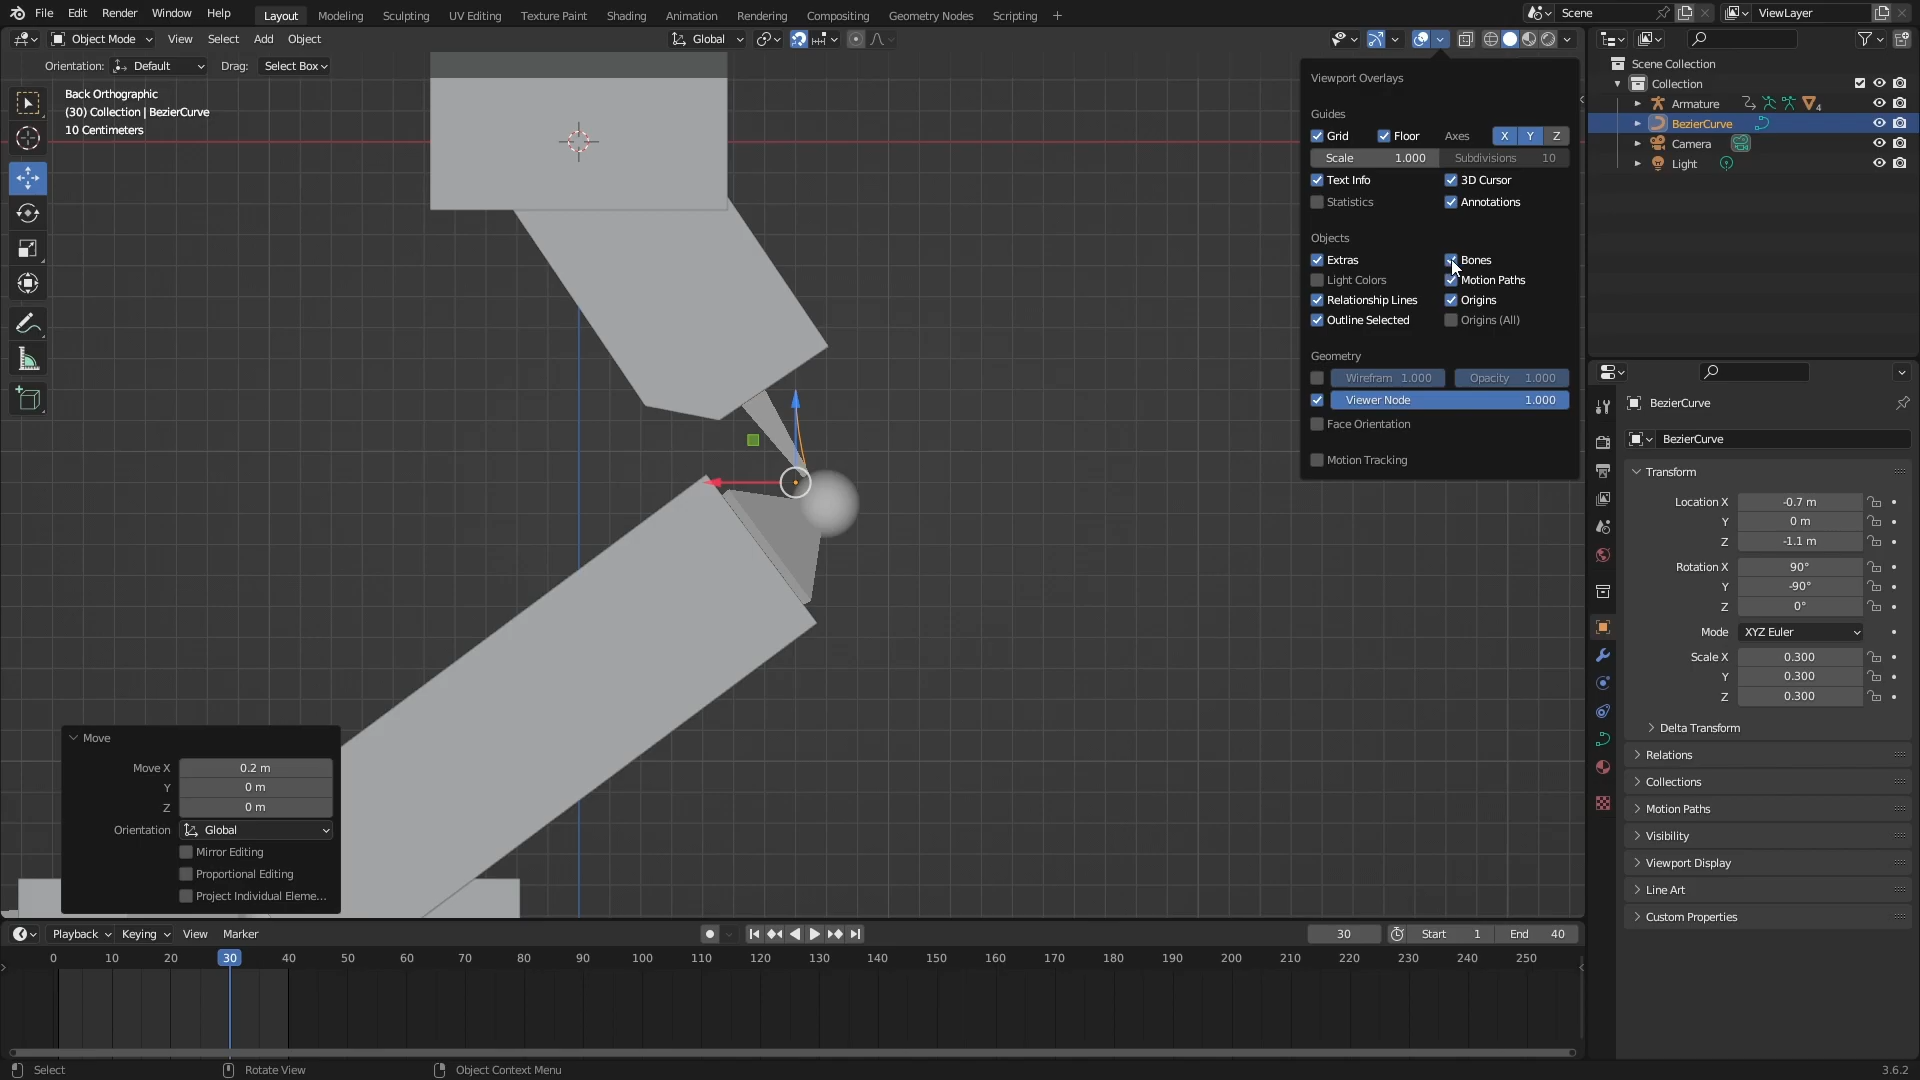 File Edit Render Window Help Layout Modeling Sculpting UV Editing Texture Paint Shading Animation Rendering Compositing Geometry Nodes Scripting + Scene ViewLayer
Object Mode View Select Add Object Global
Orientation: Default Drag: Select Box
Back Orthographic
(30) Collection | BezierCurve
10 Centimeters
Viewport Overlays
Guides
Grid Floor Axes X Y Z
Scale 1.000 Subdivisions 10
Text Info 3D Cursor
Statistics Annotations
Objects
Extras Bones
Light Colors Motion Paths
Relationship Lines Origins
Outline Selected Origins (All)
Geometry
Wirefram 1.000 Opacity 1.000
Viewer Node 1.000
Face Orientation
Motion Tracking
Scene Collection
Collection
Armature 4
BezierCurve
Camera
Light
BezierCurve
BezierCurve
Transform
Location X -0.7 m
Y 0 m
Z -1.1 m
Rotation X 90°
Y -90°
Z 0°
Mode XYZ Euler
Scale X 0.300
Y 0.300
Z 0.300
Delta Transform
Relations
Collections
Motion Paths
Visibility
Viewport Display
Line Art
Custom Properties
Move
Move X 0.2 m
Y 0 m
Z 0 m
Orientation Global
Mirror Editing
Proportional Editing
Project Individual Eleme...
Playback Keying View Marker 30 Start 1 End 40
0 10 20 30 40 50 60 70 80 90 100 110 120 130 140 150 160 170 180 190 200 210 220 230 240 250
Select Rotate View Object Context Menu 3.6.2